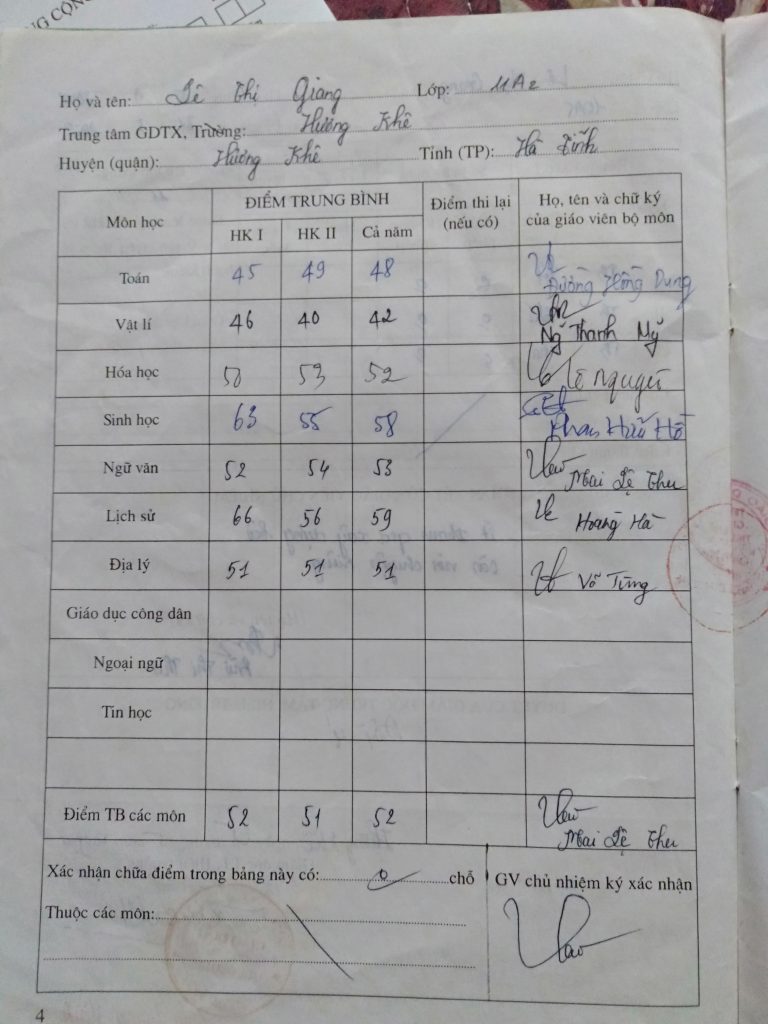 NG CỘNG
Họ và tên: Lê Thị Giang Lớp: 11A2
Trung tâm GDTX, Trường: Hương Khê
Huyện (quận): Hương Khê Tỉnh (TP): Hà Tĩnh
Môn học ĐIỂM TRUNG BÌNH Điểm thi lại (nếu có) Họ, tên và chữ ký của giáo viên bộ môn
HK I HK II Cả năm
Toán 45 49 48 Đường Hồng Dung
Vật lí 46 40 42 Ng Thanh Mỹ
Hóa học 50 53 52 Lê Nguyệt
Sinh học 63 55 58 Phan Hữu Hồ
Ngữ văn 52 54 53 Mai Lệ Thu
Lịch sử 66 56 59 Hoàng Hà
Địa lý 51 51 51 Võ Tùng
Giáo dục công dân
Ngoại ngữ
Tin học
Điểm TB các môn 52 51 52 Mai Lệ Thu
Xác nhận chữa điểm trong bảng này có: 0 chỗ GV chủ nhiệm ký xác nhận
Thuộc các môn:
4